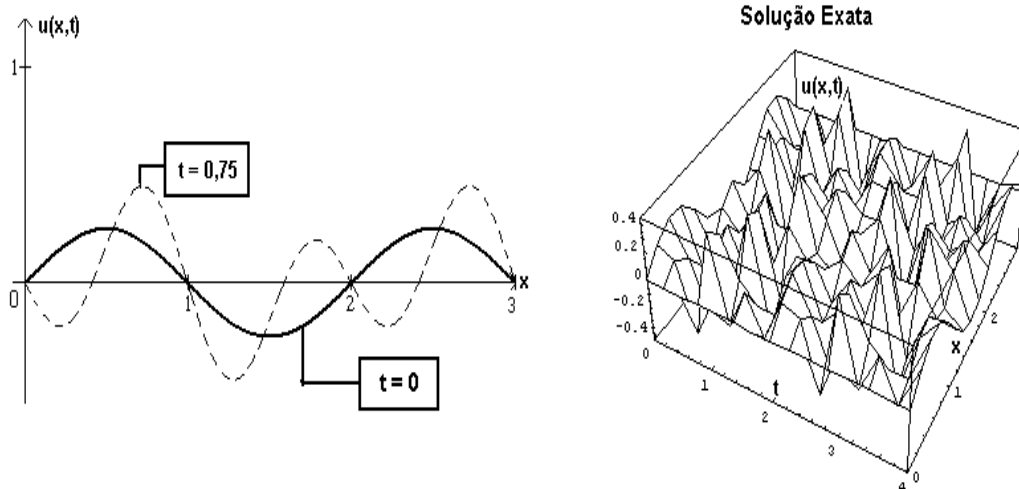 u(x,t)
1
t = 0,75
0
1
2
3
x
t = 0
Solução Exata
u(x,t)
0.4
0.2
0
-0.2
-0.4
0
1
2
3
4
t
0
1
2
x